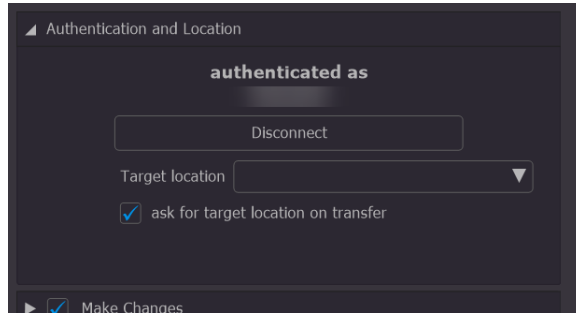 Authentication and Location
authenticated as
Disconnect
Target location
ask for target location on transfer
Make Changes